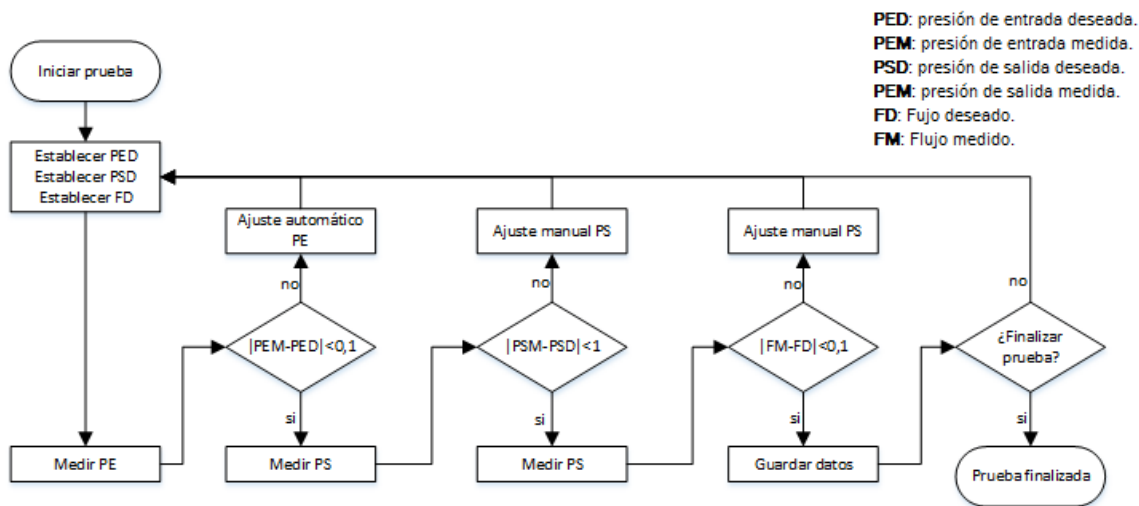 PED: presión de entrada deseada.
PEM: presión de entrada medida.
PSD: presión de salida deseada.
PEM: presión de salida medida.
FD: Fujo deseado.
FM: Flujo medido.
Iniciar prueba
Establecer PED
Establecer PSD
Establecer FD
Ajuste automático
PE
Ajuste manual PS
Ajuste manual PS
no
no
no
no
|PEM-PED|<0,1
|PSM-PSD|<1
|FM-FD|<0,1
¿Finalizar
prueba?
si
si
si
si
Medir PE
Medir PS
Medir PS
Guardar datos
Prueba finalizada